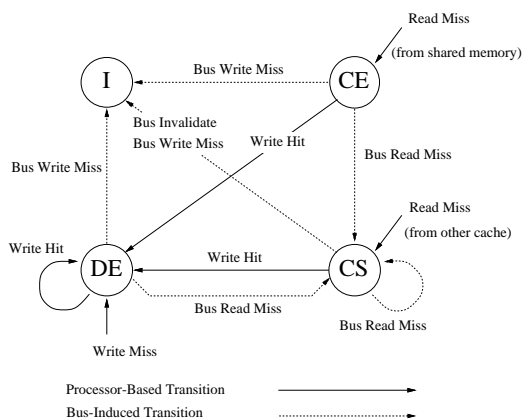 Read Miss
(from shared memory)
I
Bus Write Miss
CE
Bus Invalidate
Bus Write Miss
Write Hit
Bus Read Miss
Bus Write Miss
Read Miss
(from other cache)
Write Hit
DE
Write Hit
CS
Bus Read Miss
Bus Read Miss
Write Miss
Processor-Based Transition
Bus-Induced Transition